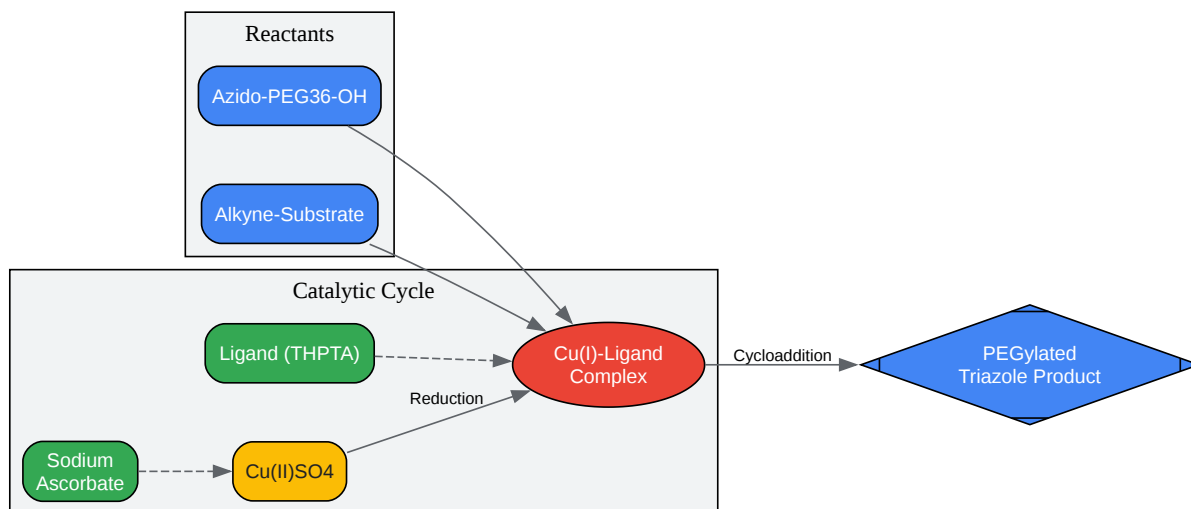 Reactants
Azido-PEG36-OH
Alkyne-Substrate
Catalytic Cycle
Ligand (THPTA)
Cu(I)-Ligand
Complex
Cycloaddition
PEGylated
Triazole Product
Reduction
Sodium
Ascorbate
Cu(II)SO4